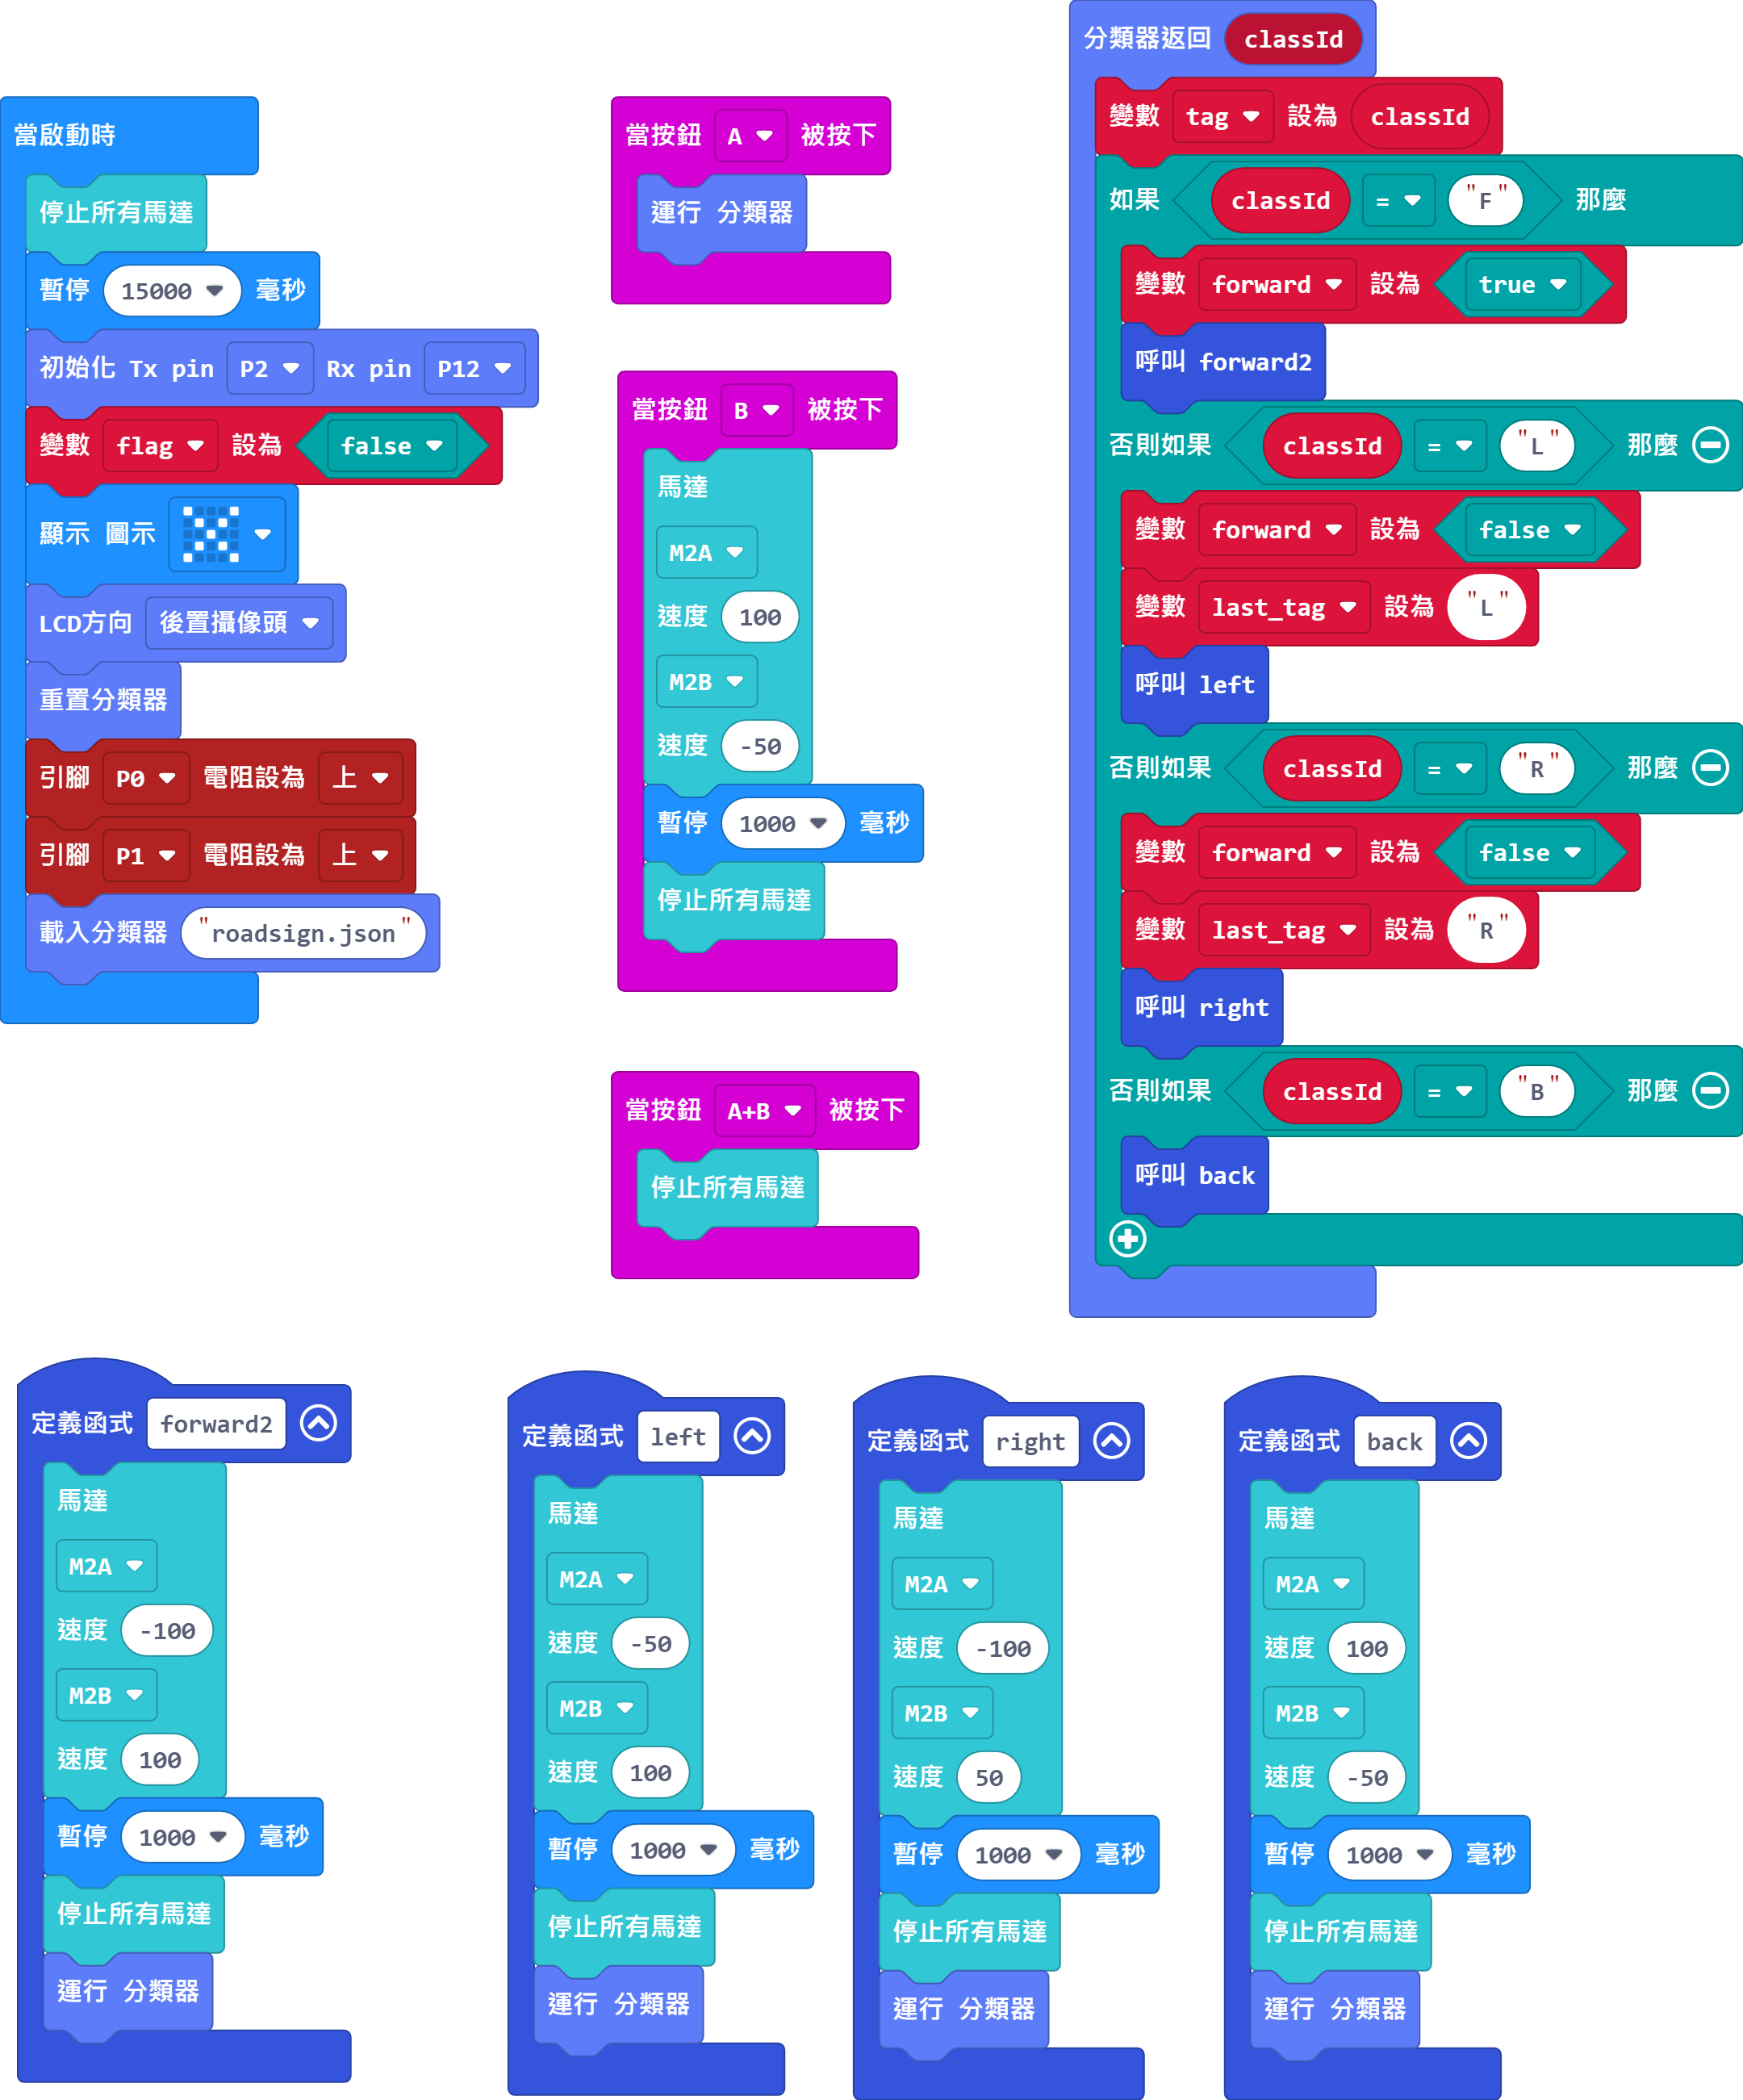 當啟動時
停止所有馬達
暫停 15000 毫秒
初始化 Tx pin P2 Rx pin P12
變數 flag 設為 false
顯示 圖示
LCD方向 後置攝像頭
重置分類器
引腳 P0 電阻設為 上
引腳 P1 電阻設為 上
載入分類器 "roadsign.json"
當按鈕 A 被按下
運行 分類器
當按鈕 B 被按下
馬達
M2A
速度 100
M2B
速度 -50
暫停 1000 毫秒
停止所有馬達
當按鈕 A+B 被按下
停止所有馬達
分類器返回 classId
變數 tag 設為 classId
如果 classId = "F" 那麼
變數 forward 設為 true
呼叫 forward2
否則如果 classId = "L" 那麼
變數 forward 設為 false
變數 last_tag 設為 "L"
呼叫 left
否則如果 classId = "R" 那麼
變數 forward 設為 false
變數 last_tag 設為 "R"
呼叫 right
否則如果 classId = "B" 那麼
呼叫 back
定義函式 forward2
馬達
M2A
速度 -100
M2B
速度 100
暫停 1000 毫秒
停止所有馬達
運行 分類器
定義函式 left
馬達
M2A
速度 -50
M2B
速度 100
暫停 1000 毫秒
停止所有馬達
運行 分類器
定義函式 right
馬達
M2A
速度 -100
M2B
速度 50
暫停 1000 毫秒
停止所有馬達
運行 分類器
定義函式 back
馬達
M2A
速度 100
M2B
速度 -50
暫停 1000 毫秒
停止所有馬達
運行 分類器